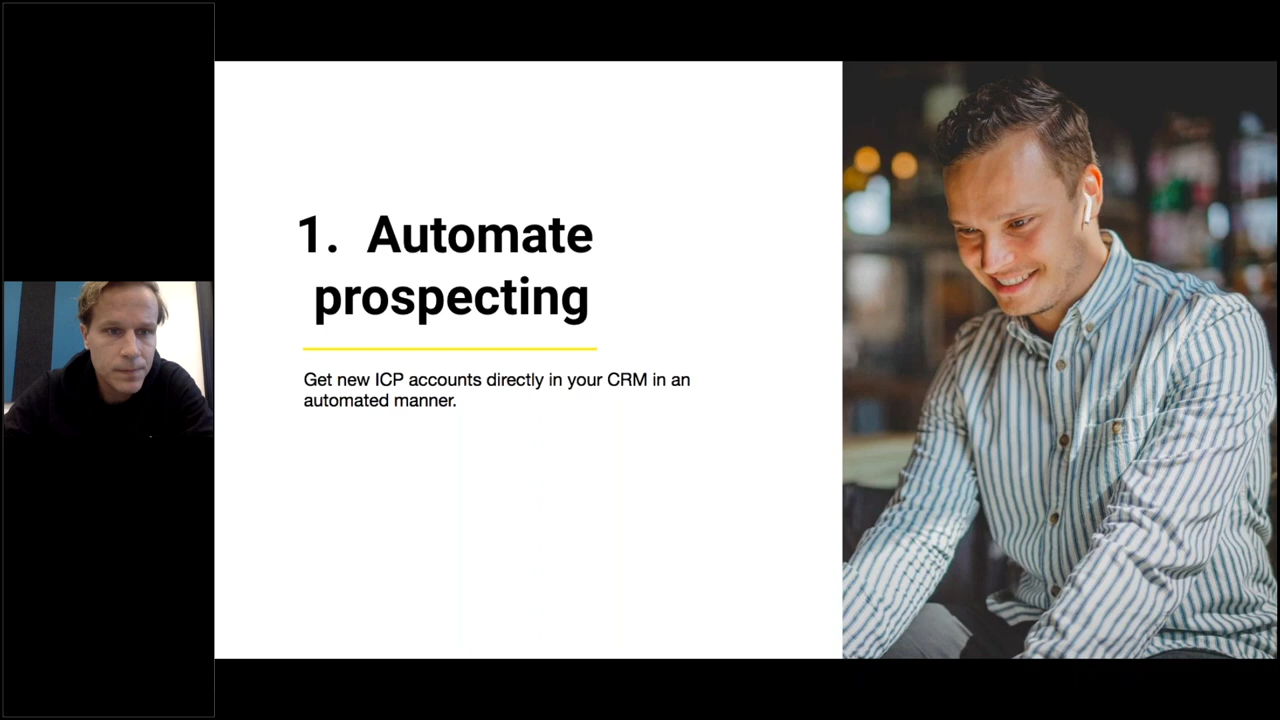 1. Automate
prospecting
Get new ICP accounts directly in your CRM in an
automated manner.